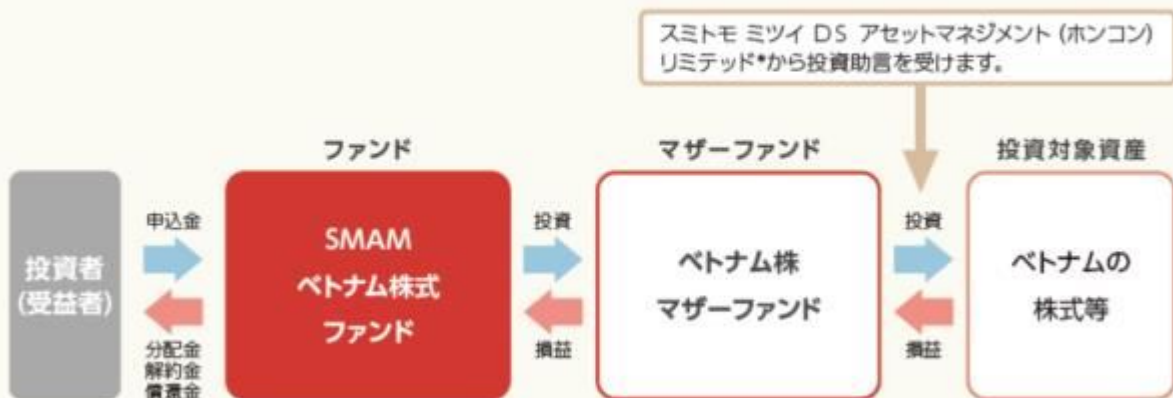 スミトモ ミツイ DS アセットマネジメント (ホンコン)
リミテッド*から投資助言を受けます。
ファンド
マザーファンド
投資対象資産
投資者
(受益者)
申込金
分配金
解約金
償還金
SMAM
ベトナム株式
ファンド
投資
損益
ベトナム株
マザーファンド
投資
損益
ベトナムの
株式等